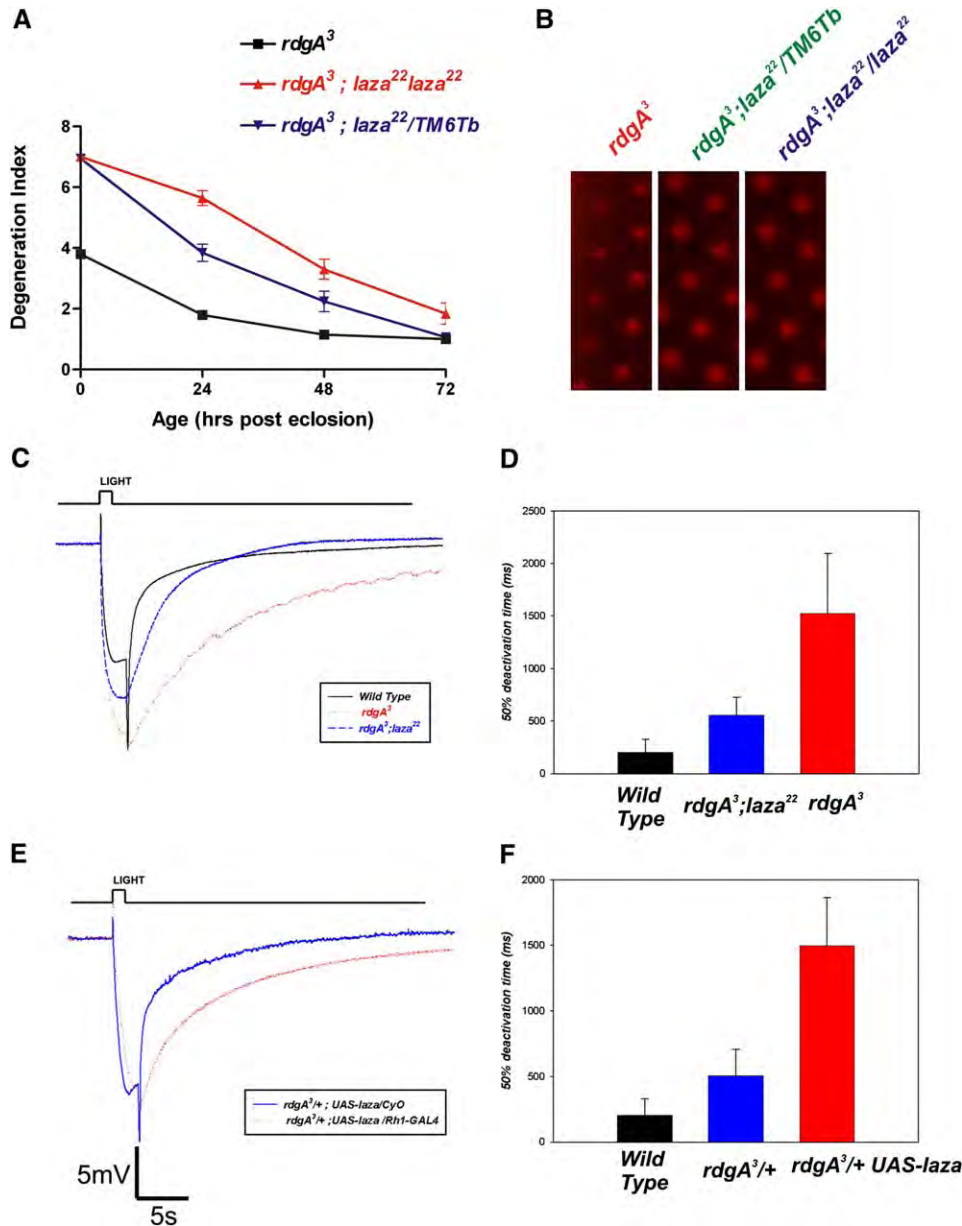 A
rdgA³
rdgA³ ; laza²²laza²²
rdgA³ ; laza²²/TM6Tb
Degeneration Index
8
6
4
2
0
0 24 48 72
Age (hrs post eclosion)
B
rdgA³
rdgA³;laza²²/TM6Tb
rdgA³;laza²²/laza²²
C
LIGHT
Wild Type
rdgA³
rdgA³;laza²²
D
50% deactivation time (ms)
2500
2000
1500
1000
500
0
Wild Type
rdgA³;laza²²
rdgA³
E
LIGHT
rdgA³/+ ; UAS-laza/CyO
rdgA³/+ ;UAS-laza /Rh1-GAL4
5mV
5s
F
50% deactivation time (ms)
2000
1500
1000
500
0
Wild Type
rdgA³/+
rdgA³/+ UAS-laza